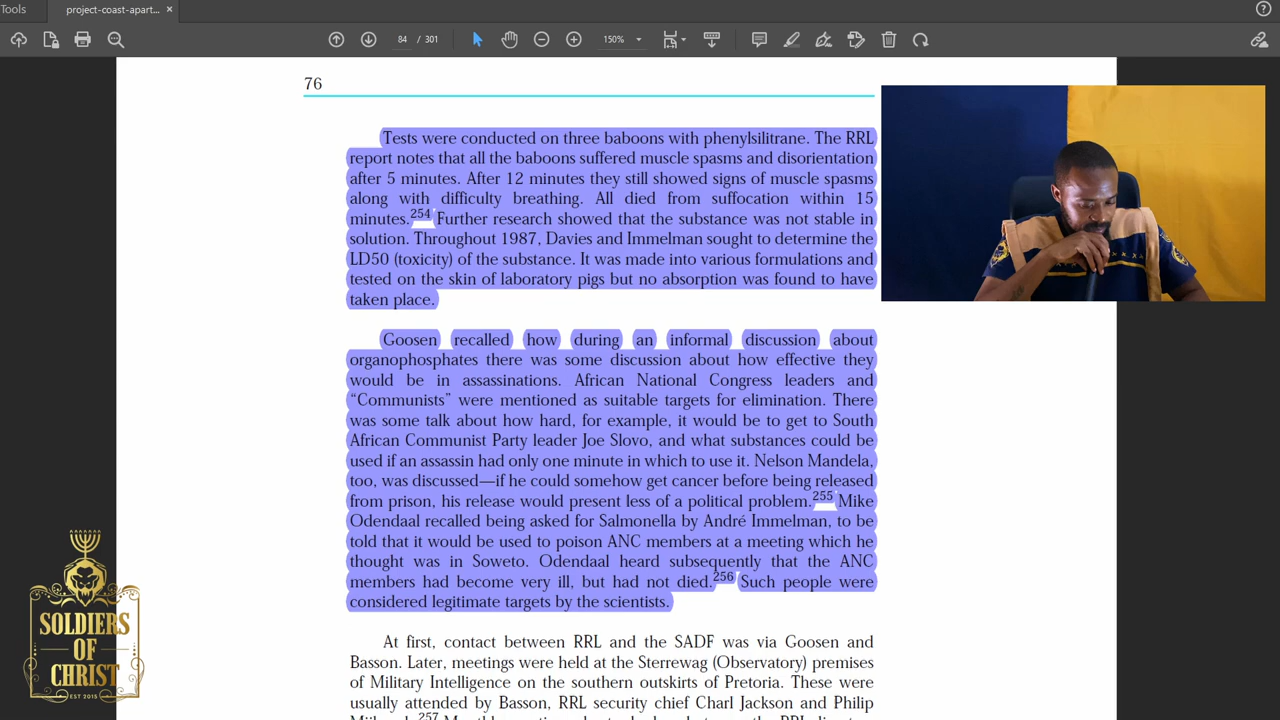 Tools
project-coast-apart... ×
84 / 301
150%
76
Tests were conducted on three baboons with phenylsilitrane. The RRL
report notes that all the baboons suffered muscle spasms and disorientation
after 5 minutes. After 12 minutes they still showed signs of muscle spasms
along with difficulty breathing. All died from suffocation within 15
minutes.254 Further research showed that the substance was not stable in
solution. Throughout 1987, Davies and Immelman sought to determine the
LD50 (toxicity) of the substance. It was made into various formulations and
tested on the skin of laboratory pigs but no absorption was found to have
taken place.
Goosen recalled how during an informal discussion about
organophosphates there was some discussion about how effective they
would be in assassinations. African National Congress leaders and
“Communists” were mentioned as suitable targets for elimination. There
was some talk about how hard, for example, it would be to get to South
African Communist Party leader Joe Slovo, and what substances could be
used if an assassin had only one minute in which to use it. Nelson Mandela,
too, was discussed—if he could somehow get cancer before being released
from prison, his release would present less of a political problem.255 Mike
Odendaal recalled being asked for Salmonella by André Immelman, to be
told that it would be used to poison ANC members at a meeting which he
thought was in Soweto. Odendaal heard subsequently that the ANC
members had become very ill, but had not died.256 Such people were
considered legitimate targets by the scientists.
At first, contact between RRL and the SADF was via Goosen and
Basson. Later, meetings were held at the Sterrewag (Observatory) premises
of Military Intelligence on the southern outskirts of Pretoria. These were
usually attended by Basson, RRL security chief Charl Jackson and Philip
SOLDIERS
OF
CHRIST
EST 2015